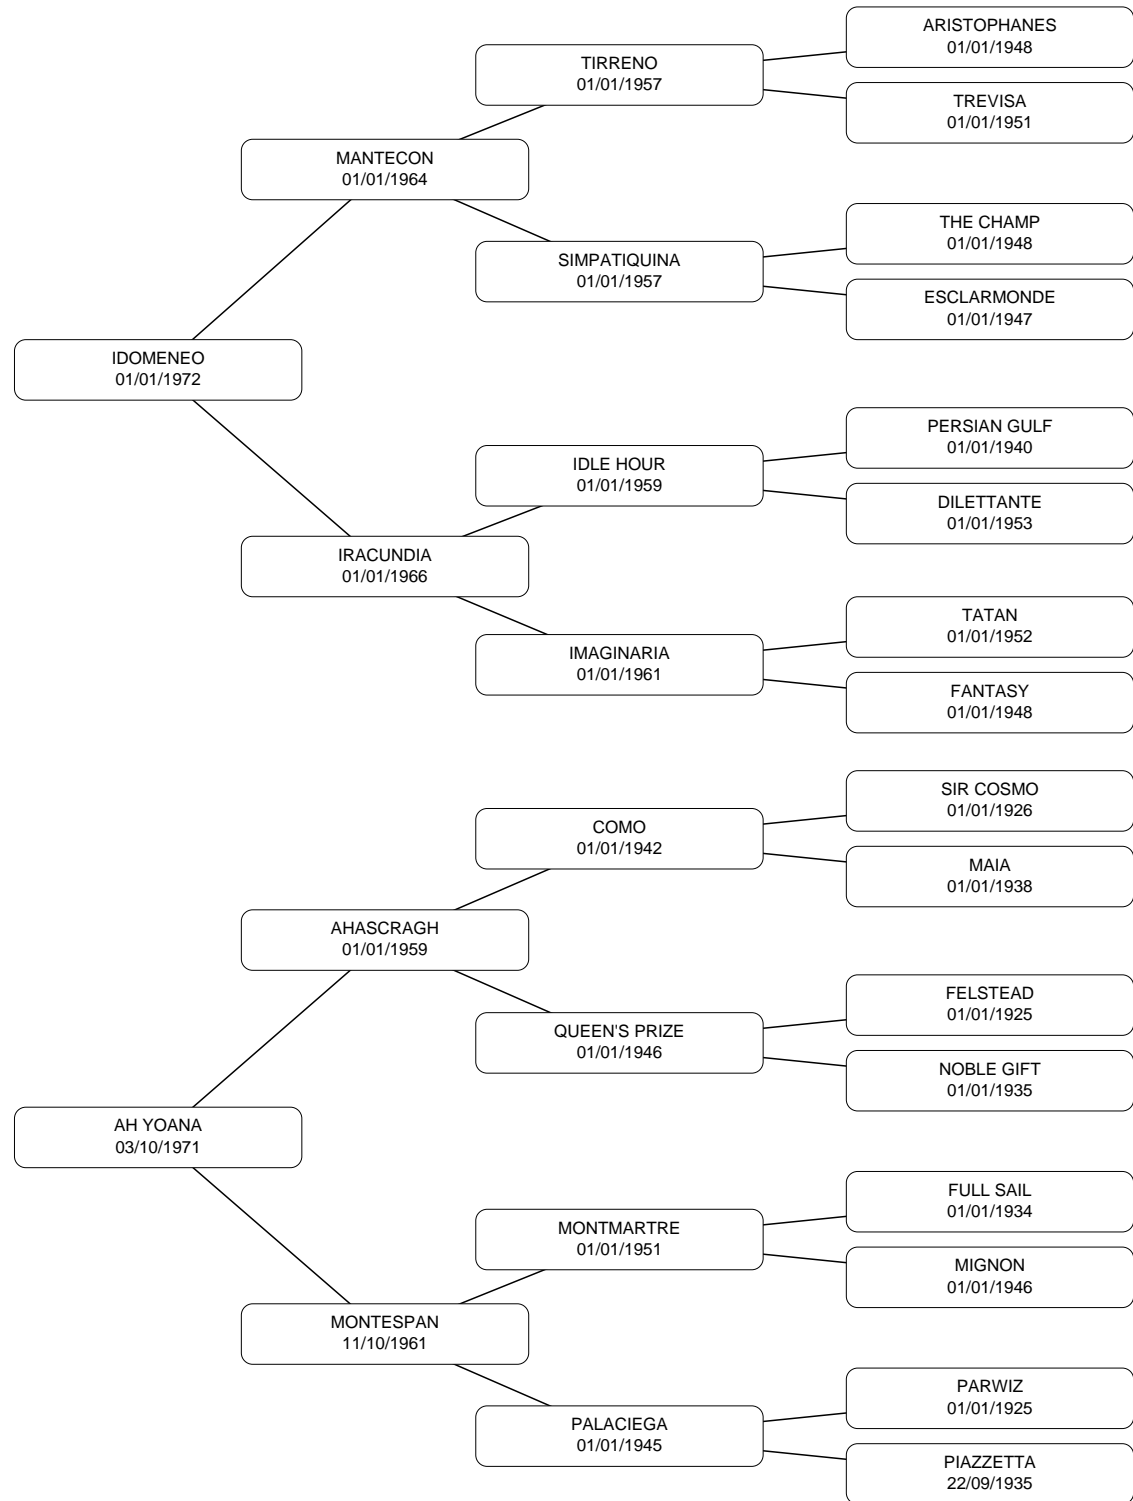 ARISTOPHANES
01/01/1948
TIRRENO
01/01/1957
TREVISA
01/01/1951
MANTECON
01/01/1964
THE CHAMP
01/01/1948
SIMPATIQUINA
01/01/1957
ESCLARMONDE
01/01/1947
IDOMENEO
01/01/1972
PERSIAN GULF
01/01/1940
IDLE HOUR
01/01/1959
DILETTANTE
01/01/1953
IRACUNDIA
01/01/1966
TATAN
01/01/1952
IMAGINARIA
01/01/1961
FANTASY
01/01/1948
SIR COSMO
01/01/1926
COMO
01/01/1942
MAIA
01/01/1938
AHASCRAGH
01/01/1959
FELSTEAD
01/01/1925
QUEEN'S PRIZE
01/01/1946
NOBLE GIFT
01/01/1935
AH YOANA
03/10/1971
FULL SAIL
01/01/1934
MONTMARTRE
01/01/1951
MIGNON
01/01/1946
MONTESPAN
11/10/1961
PARWIZ
01/01/1925
PALACIEGA
01/01/1945
PIAZZETTA
22/09/1935